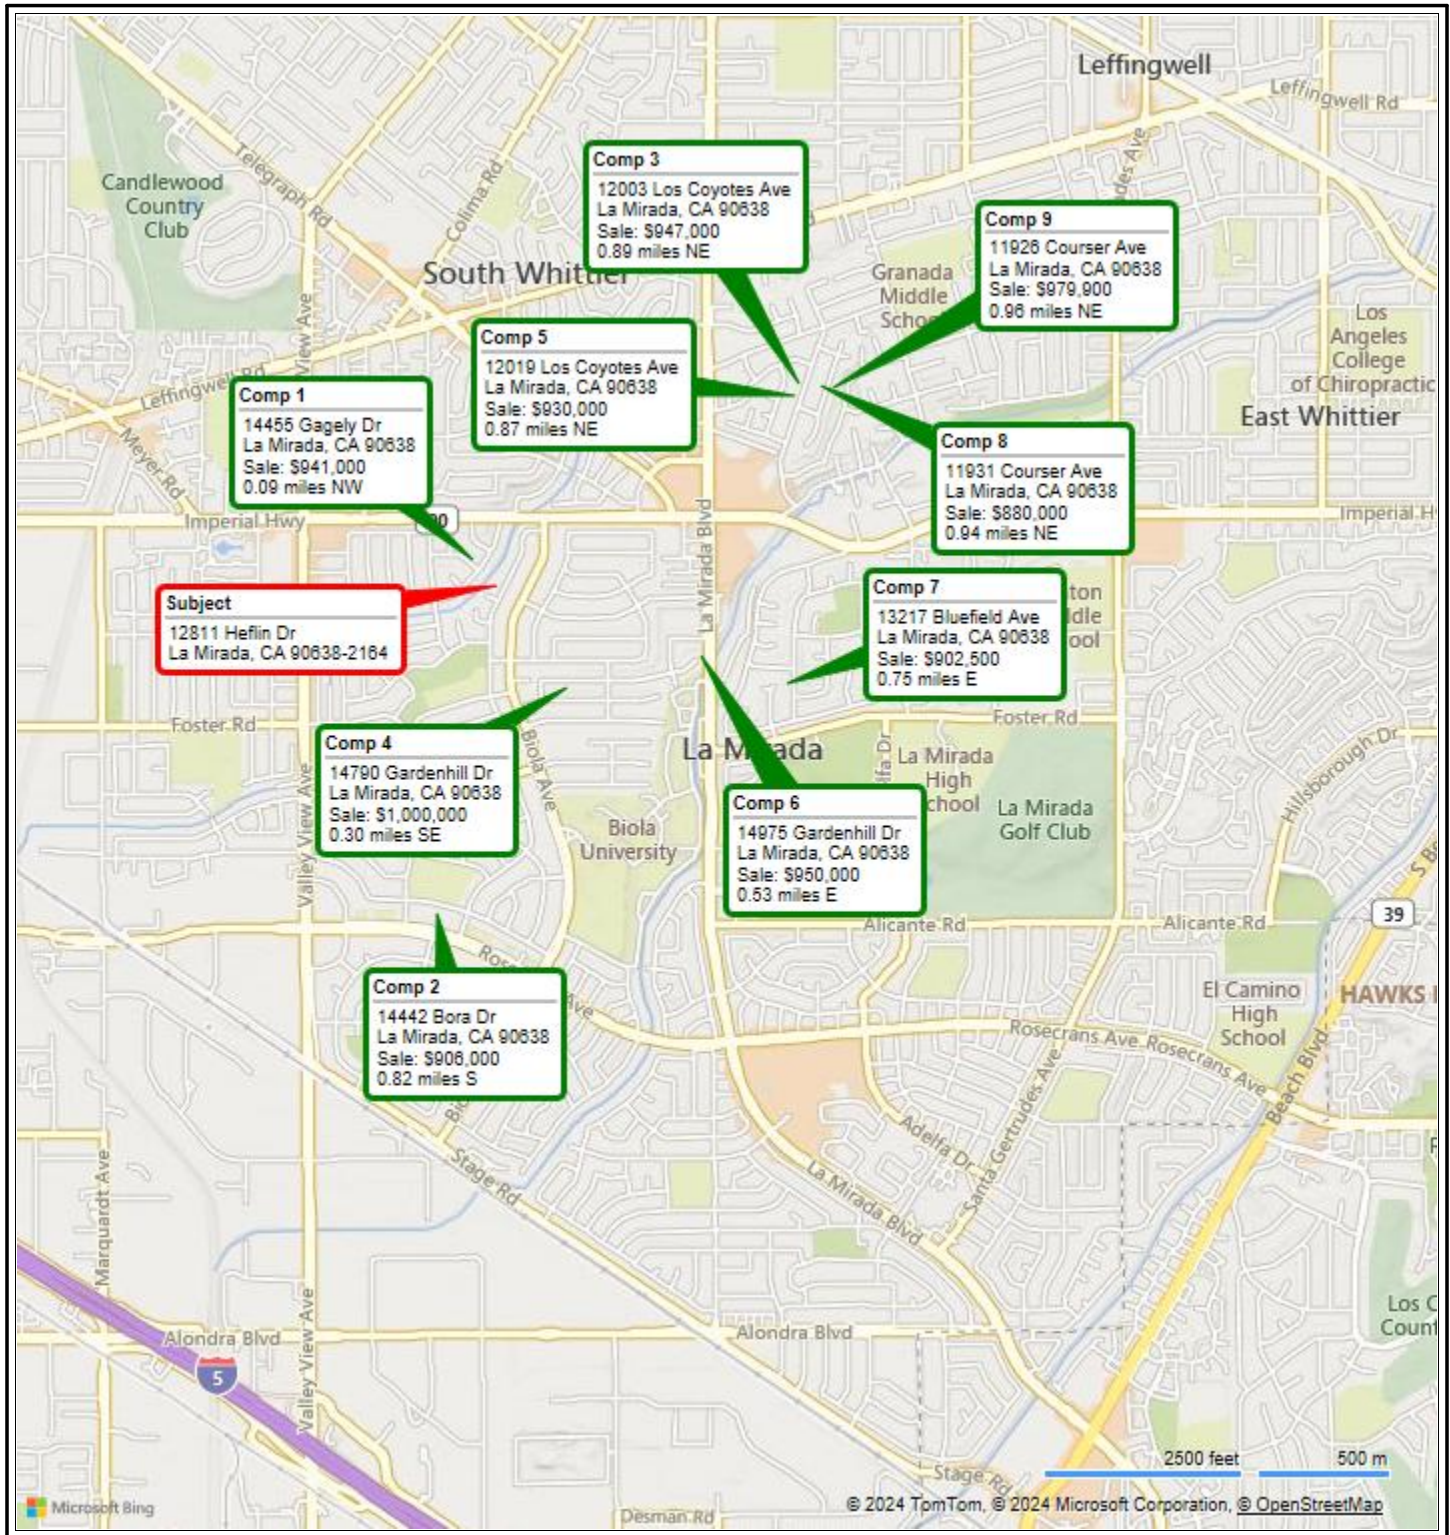 Leffingwell
Leffingwell Rd
Telegraph Rd
Colima Rd
Candlewood
Country
Club
Comp 3
12003 Los Coyotes Ave
La Mirada, CA 90638
Sale: $947,000
0.89 miles NE
Comp 9
11926 Courser Ave
La Mirada, CA 90638
Sale: $979,900
0.96 miles NE
South Whittier
Granada
Middle
School
View Ave
Los
Angeles
College
of Chiropractic
East Whittier
Comp 5
12019 Los Coyotes Ave
La Mirada, CA 90638
Sale: $930,000
0.87 miles NE
Leffingwell Rd
Comp 1
14455 Gagely Dr
La Mirada, CA 90638
Sale: $941,000
0.09 miles NW
Meyer Rd
Comp 8
11931 Courser Ave
La Mirada, CA 90638
Sale: $880,000
0.94 miles NE
Imperial Hwy
Imperial H
La Mirada Blvd
Subject
12811 Heflin Dr
La Mirada, CA 90638-2164
Comp 7
13217 Bluefield Ave
La Mirada, CA 90638
Sale: $902,500
0.75 miles E
Foster Rd
Foster Rd
Comp 4
14790 Gardenhill Dr
La Mirada, CA 90638
Sale: $1,000,000
0.30 miles SE
Biola Ave
La Mirada
La Mirada
High
School
La Mirada
Golf Club
Hillsborough Dr
Valley View Ave
Biola
University
Comp 6
14975 Gardenhill Dr
La Mirada, CA 90638
Sale: $950,000
0.53 miles E
39
Alicante Rd
Alicante Rd
Comp 2
14442 Bora Dr
La Mirada, CA 90638
Sale: $906,000
0.82 miles S
El Camino
High
School
HAWKS
Rosecrans Ave
Rosecrans Ave
Beach Blvd
Adelfa Dr
Santa Gertrudes Ave
Stage Rd
La Mirada Blvd
Marquardt Ave
Alondra Blvd
Alondra Blvd
5
Valley View Ave
Los C
Count
2500 feet
500 m
Stage Rd
Microsoft Bing
© 2024 TomTom, © 2024 Microsoft Corporation, © OpenStreetMap
Desman Rd